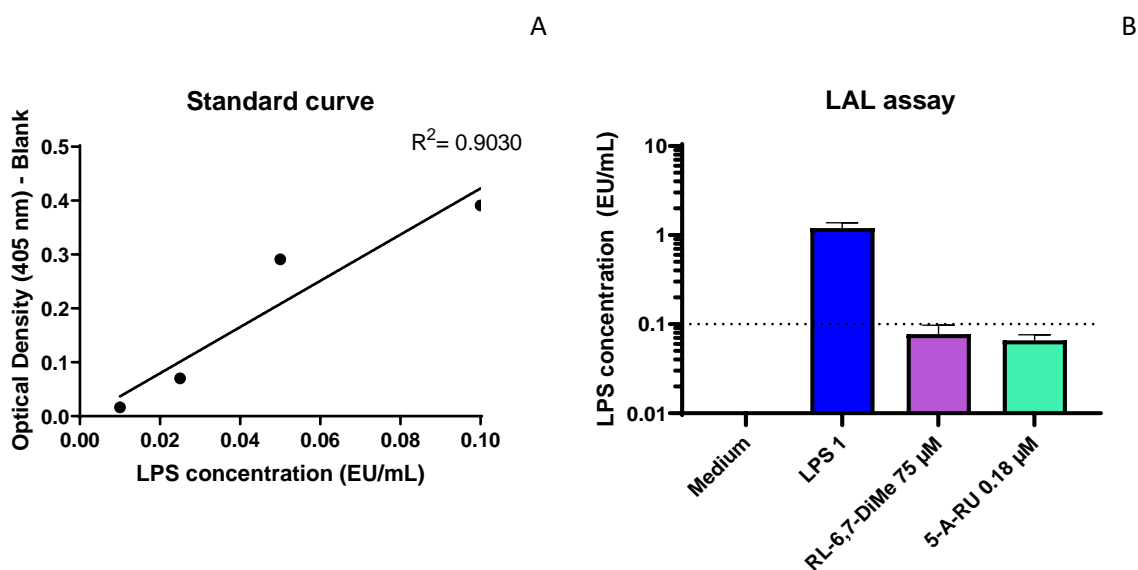 A
Standard curve
R²= 0.9030
Optical Density (405 nm) - Blank
0.5
0.4
0.3
0.2
0.1
0.0
0.00 0.02 0.04 0.06 0.08 0.10
LPS concentration (EU/mL)
B
LAL assay
LPS concentration (EU/mL)
10
1
0.1
0.01
Medium
LPS 1
RL-6,7-DiMe 75 µM
5-A-RU 0.18 µM